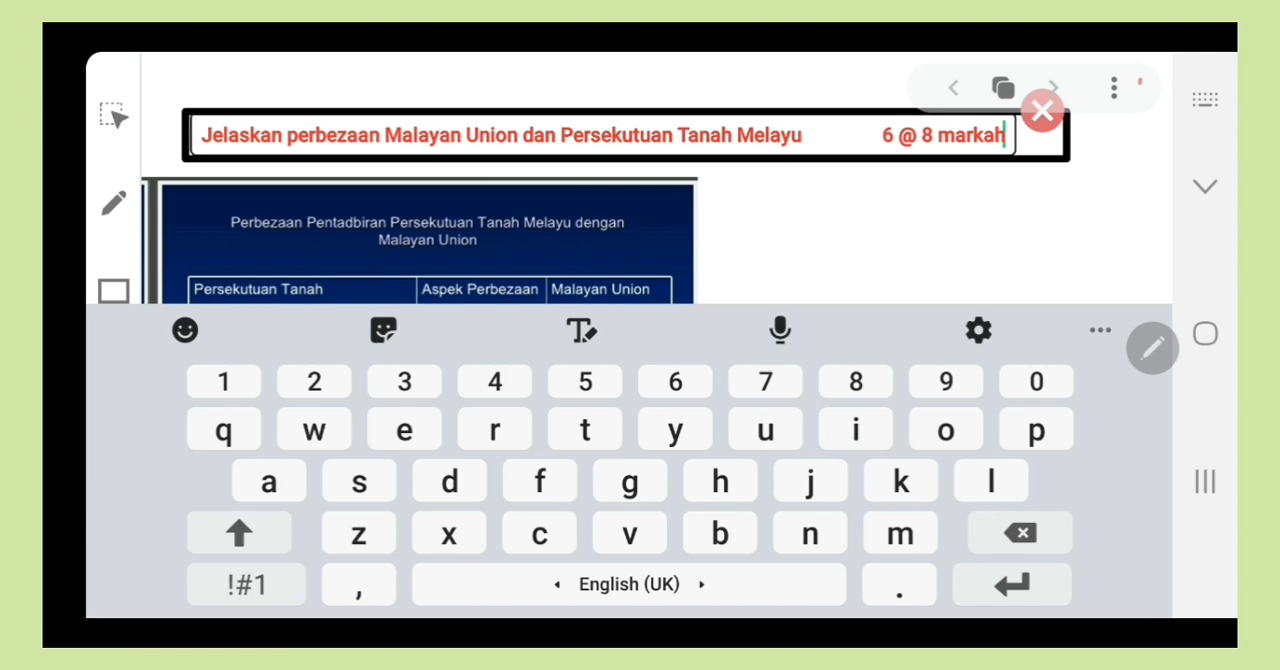 Jelaskan perbezaan Malayan Union dan Persekutuan Tanah Melayu 6 @ 8 markah
Perbezaan Pentadbiran Persekutuan Tanah Melayu dengan
Malayan Union
Persekutuan Tanah Aspek Perbezaan Malayan Union
1 2 3 4 5 6 7 8 9 0
q w e r t y u i o p
a s d f g h j k l
z x c v b n m
!#1 , English (UK) .